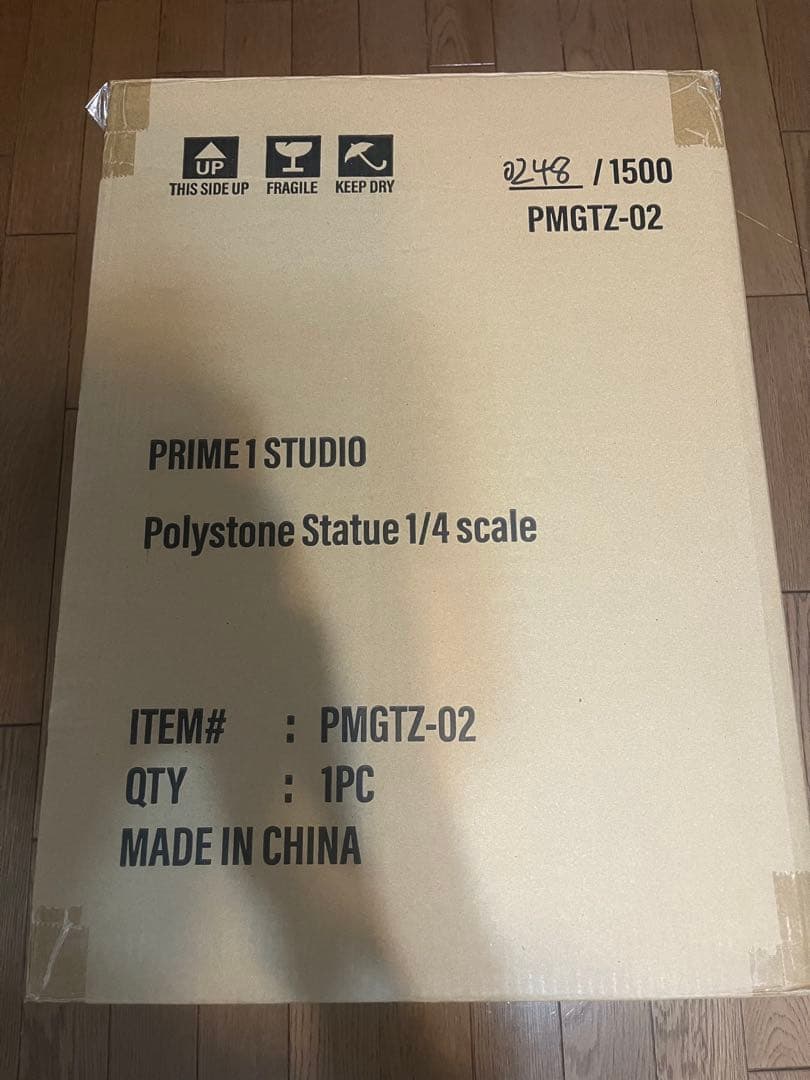 UP
THIS SIDE UP FRAGILE KEEP DRY
0248 / 1500
PMGTZ-02
PRIME 1 STUDIO
Polystone Statue 1/4 scale
ITEM# : PMGTZ-02
QTY : 1PC
MADE IN CHINA